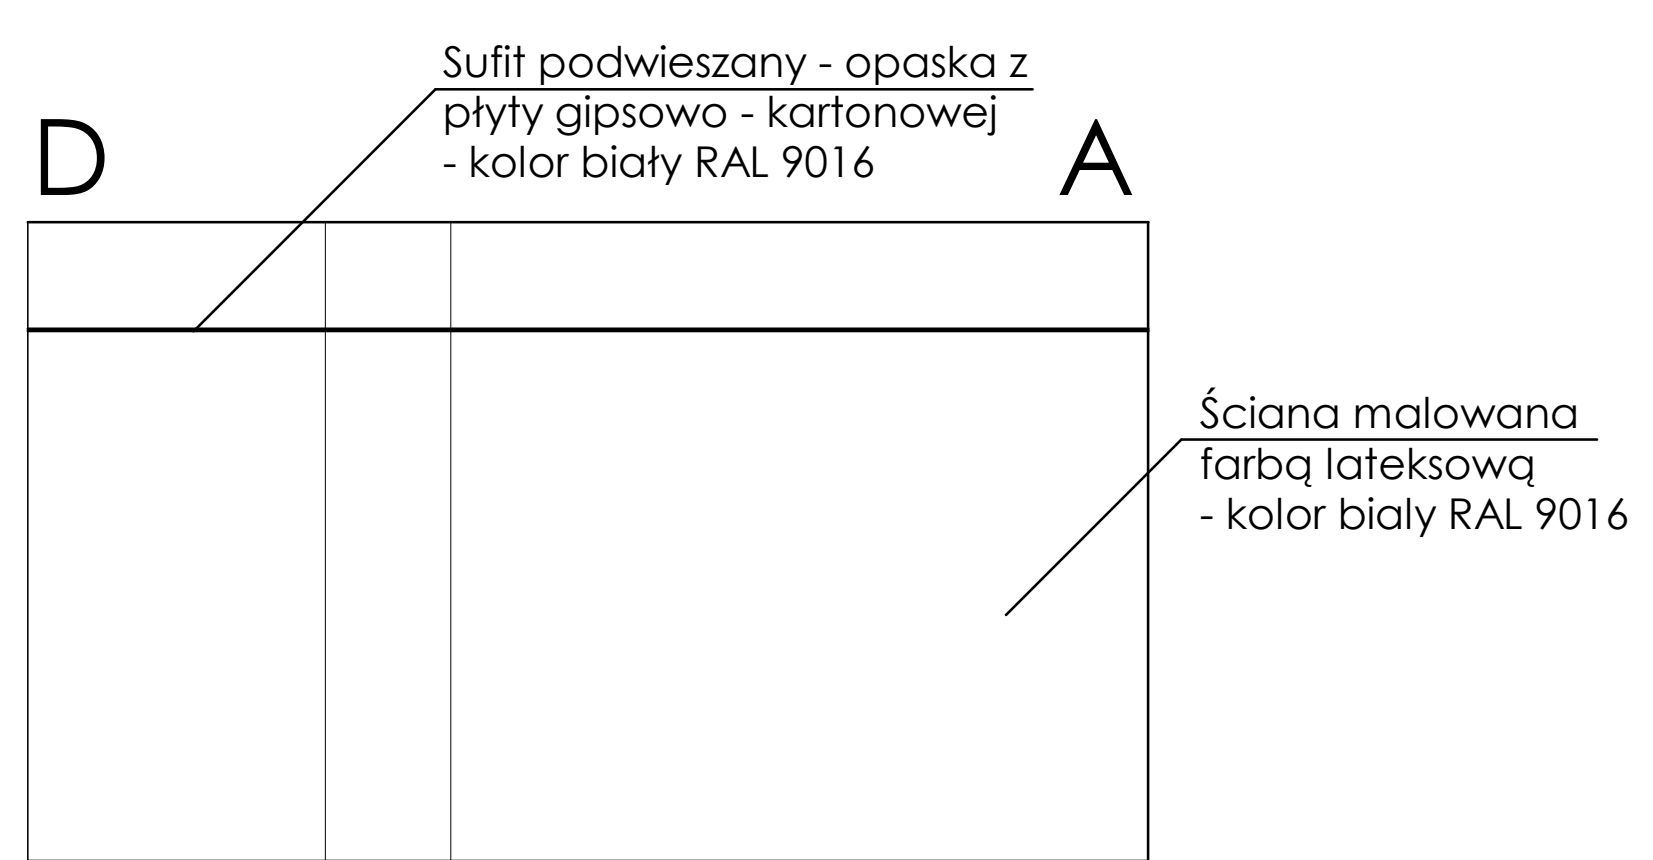 Sufit podwieszany - opaska z
płyty gipsowo - kartonowej
- kolor biały RAL 9016
D
A
Ściana malowana
farbą lateksową
- kolor bialy RAL 9016